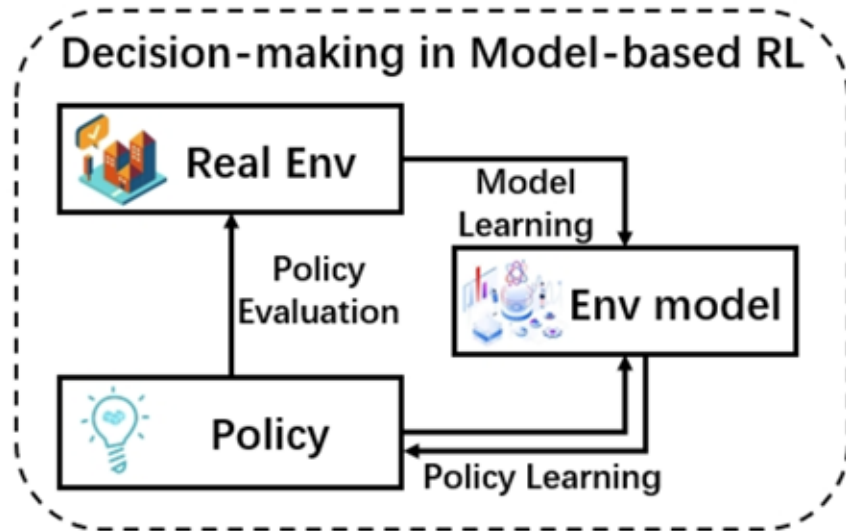 Decision-making in Model-based RL
Real Env
Model
Learning
Policy
Evaluation
Env model
Policy
Policy Learning